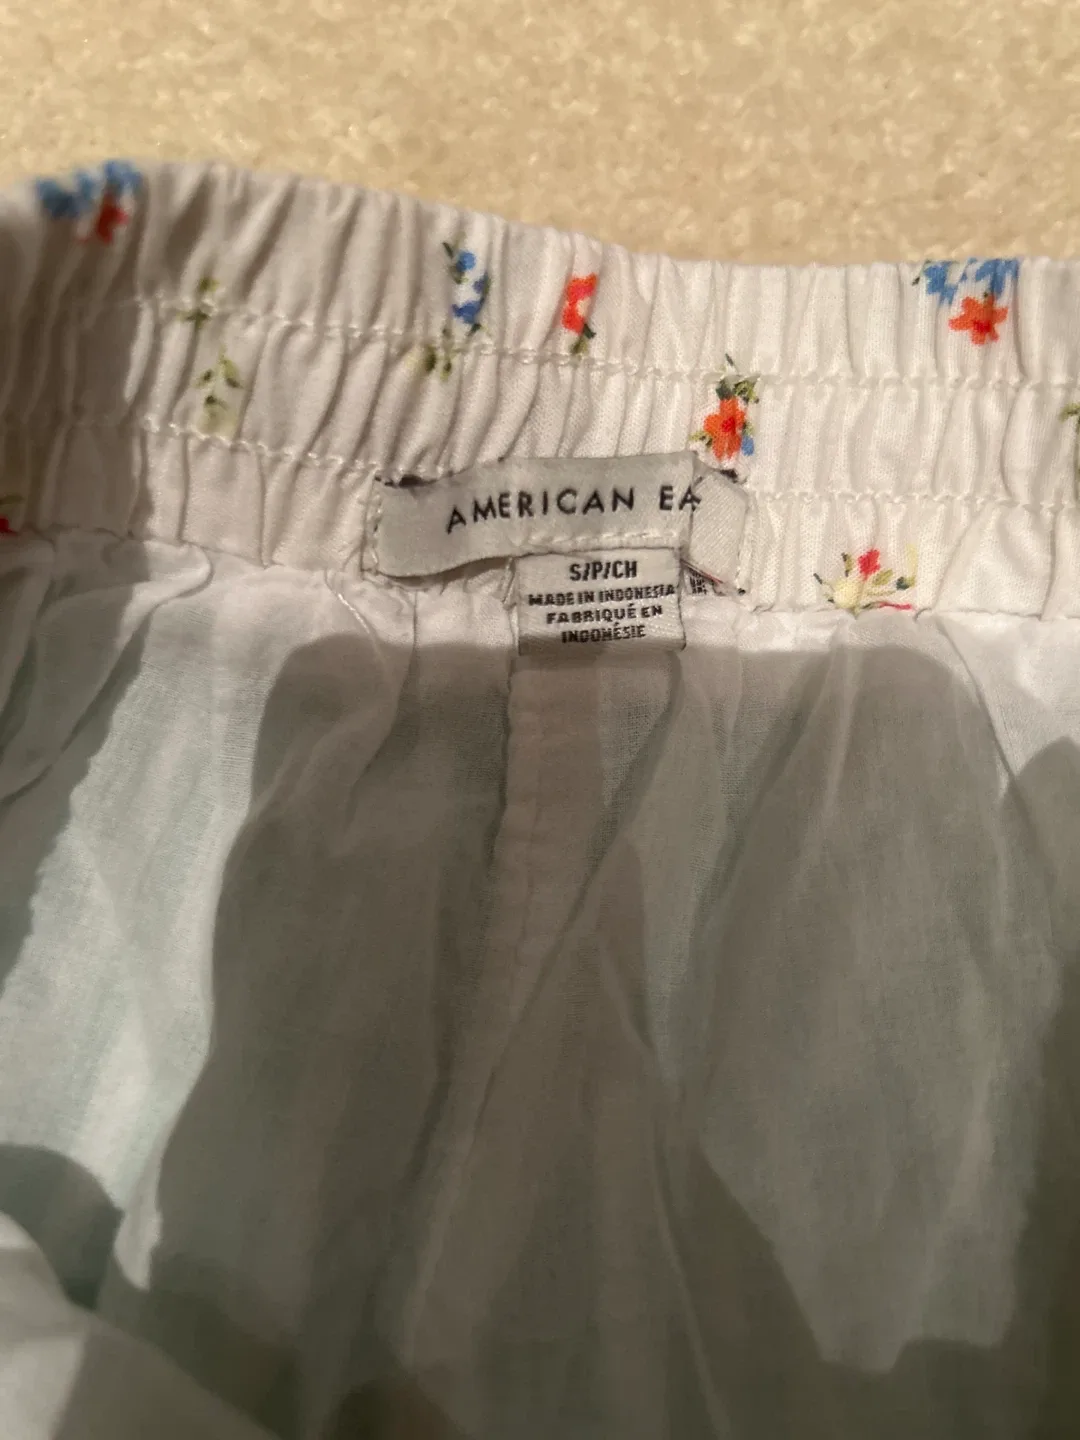 AMERICAN EA
S/P/CH
MADE IN INDONESIA
FABRIQUÉ EN
INDONÉSIE